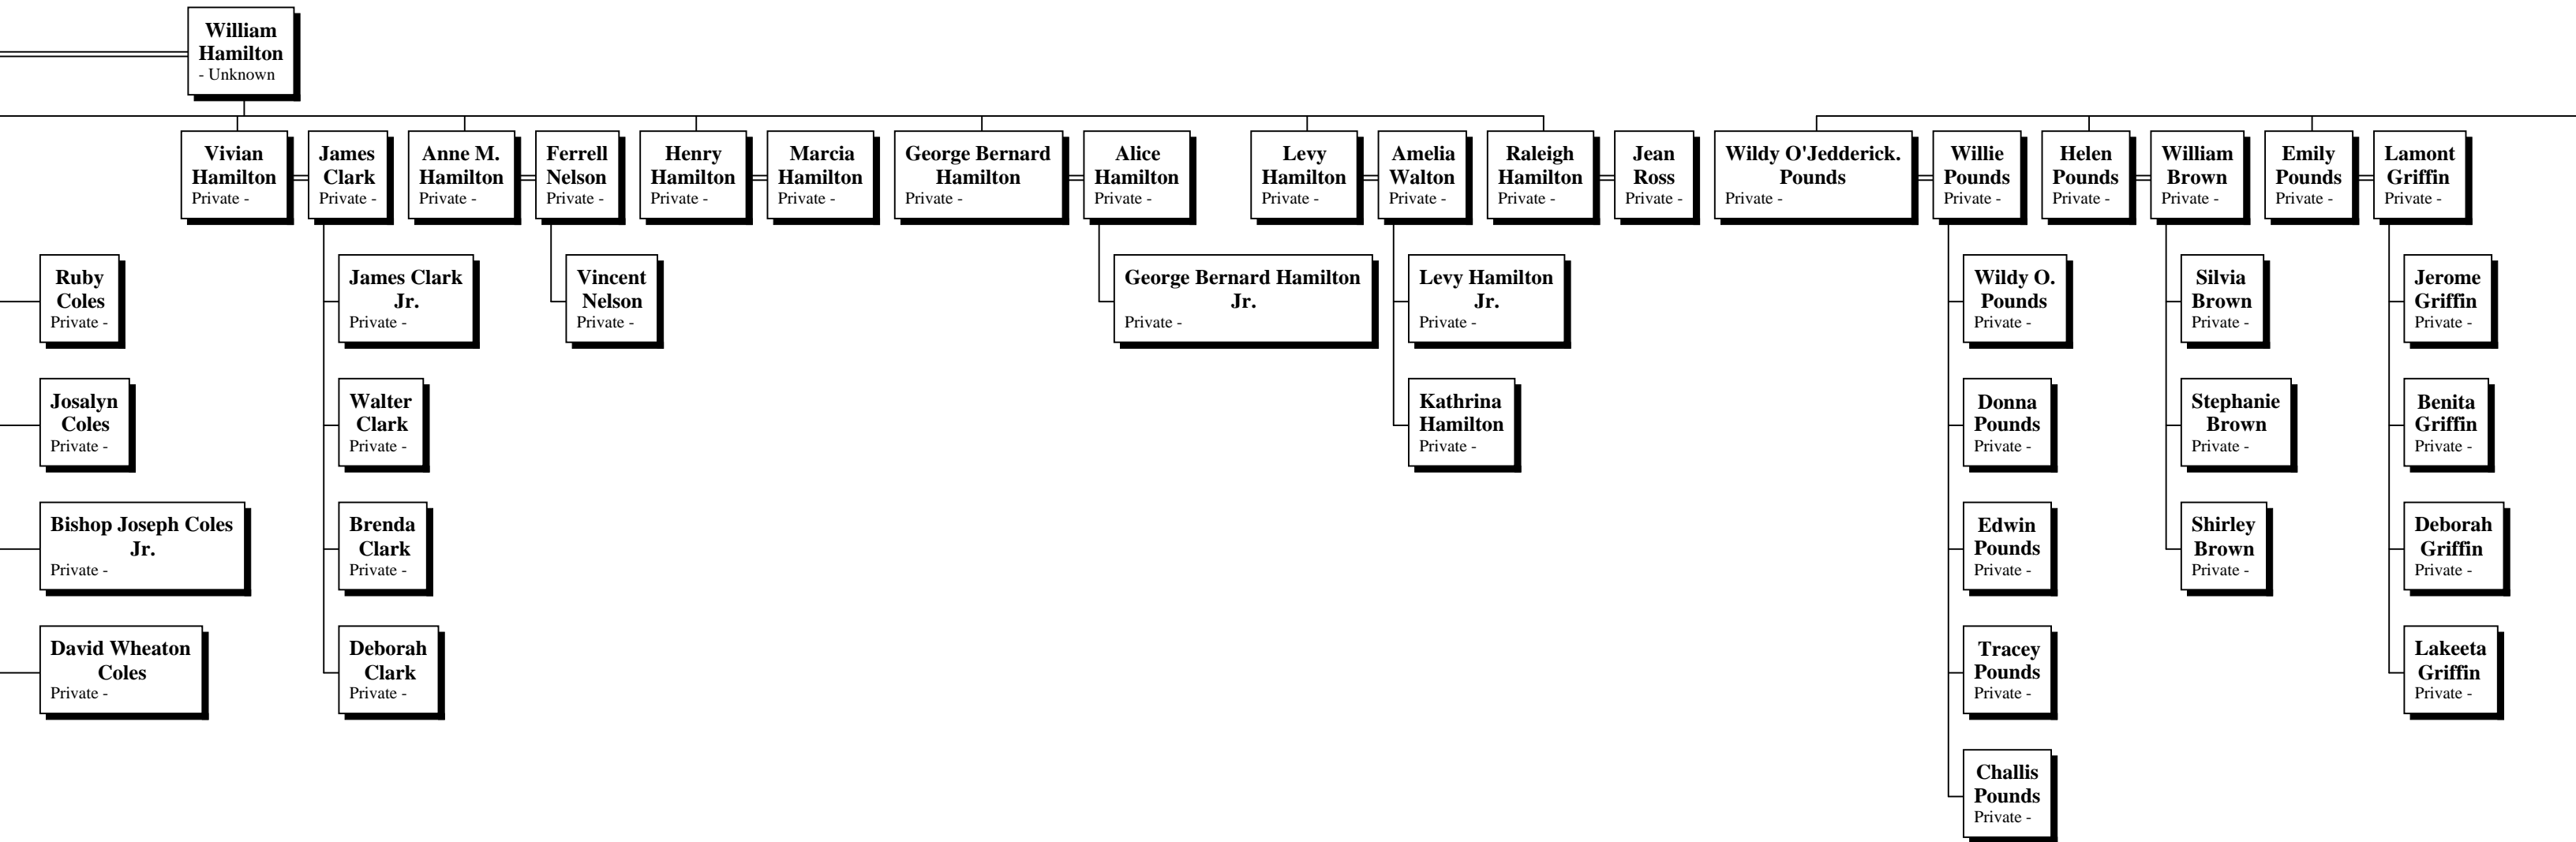 William
Hamilton
- Unknown
Vivian
Hamilton
Private -
James
Clark
Private -
Anne M.
Hamilton
Private -
Ferrell
Nelson
Private -
Henry
Hamilton
Private -
Marcia
Hamilton
Private -
George Bernard
Hamilton
Private -
Alice
Hamilton
Private -
Levy
Hamilton
Private -
Amelia
Walton
Private -
Raleigh
Hamilton
Private -
Jean
Ross
Private -
Wildy O'Jedderick.
Pounds
Private -
Willie
Pounds
Private -
Helen
Pounds
Private -
William
Brown
Private -
Emily
Pounds
Private -
Lamont
Griffin
Private -
Ruby
Coles
Private -
James Clark
Jr.
Private -
Vincent
Nelson
Private -
George Bernard Hamilton
Jr.
Private -
Levy Hamilton
Jr.
Private -
Wildy O.
Pounds
Private -
Silvia
Brown
Private -
Jerome
Griffin
Private -
Josalyn
Coles
Private -
Walter
Clark
Private -
Kathrina
Hamilton
Private -
Donna
Pounds
Private -
Stephanie
Brown
Private -
Benita
Griffin
Private -
Bishop Joseph Coles
Jr.
Private -
Brenda
Clark
Private -
Edwin
Pounds
Private -
Shirley
Brown
Private -
Deborah
Griffin
Private -
David Wheaton
Coles
Private -
Deborah
Clark
Private -
Tracey
Pounds
Private -
Lakeeta
Griffin
Private -
Challis
Pounds
Private -